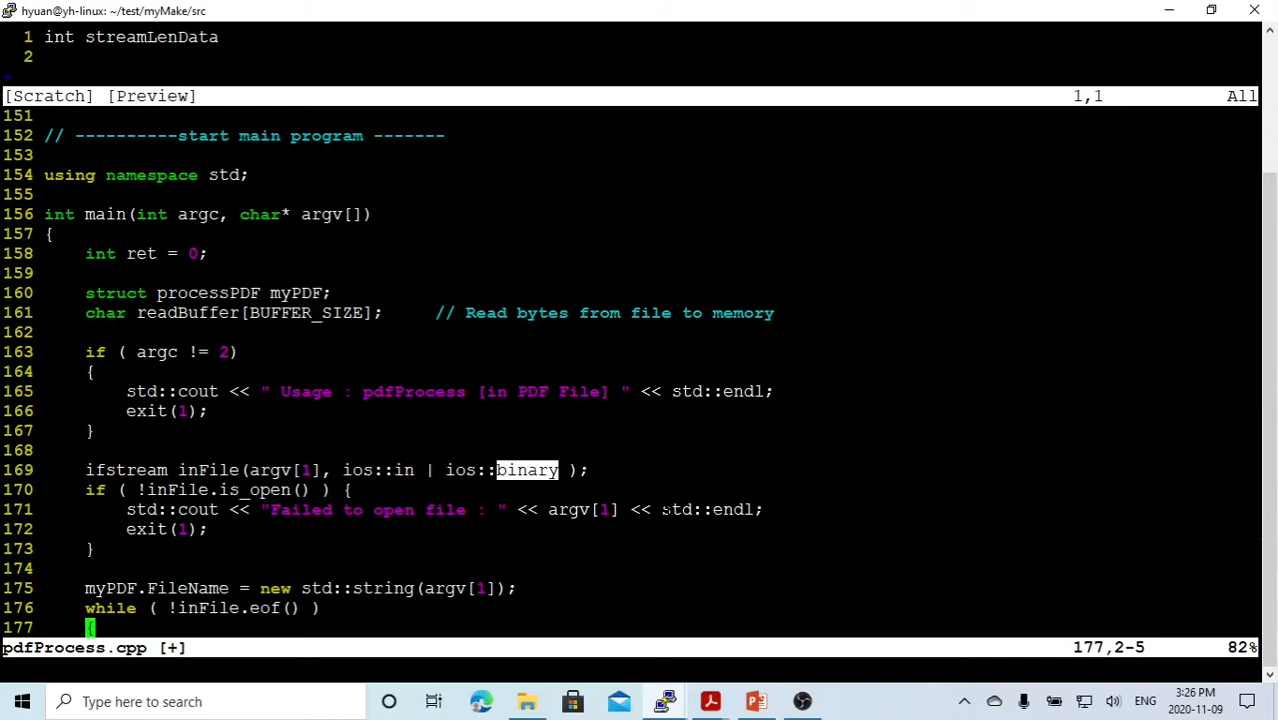 hyuan@yh-linux: ~/test/myMake/src
1 int streamLenData
2
~
[Scratch] [Preview] 1,1 All
151
152 // ----------start main program -------
153
154 using namespace std;
155
156 int main(int argc, char* argv[])
157 {
158 int ret = 0;
159
160 struct processPDF myPDF;
161 char readBuffer[BUFFER_SIZE]; // Read bytes from file to memory
162
163 if ( argc != 2)
164 {
165 std::cout << " Usage : pdfProcess [in PDF File] " << std::endl;
166 exit(1);
167 }
168
169 ifstream inFile(argv[1], ios::in | ios::binary );
170 if ( !inFile.is_open() ) {
171 std::cout << "Failed to open file : " << argv[1] << std::endl;
172 exit(1);
173 }
174
175 myPDF.FileName = new std::string(argv[1]);
176 while ( !inFile.eof() )
177 {
pdfProcess.cpp [+] 177,2-5 82%
Type here to search
ENG
3:26 PM
2020-11-09